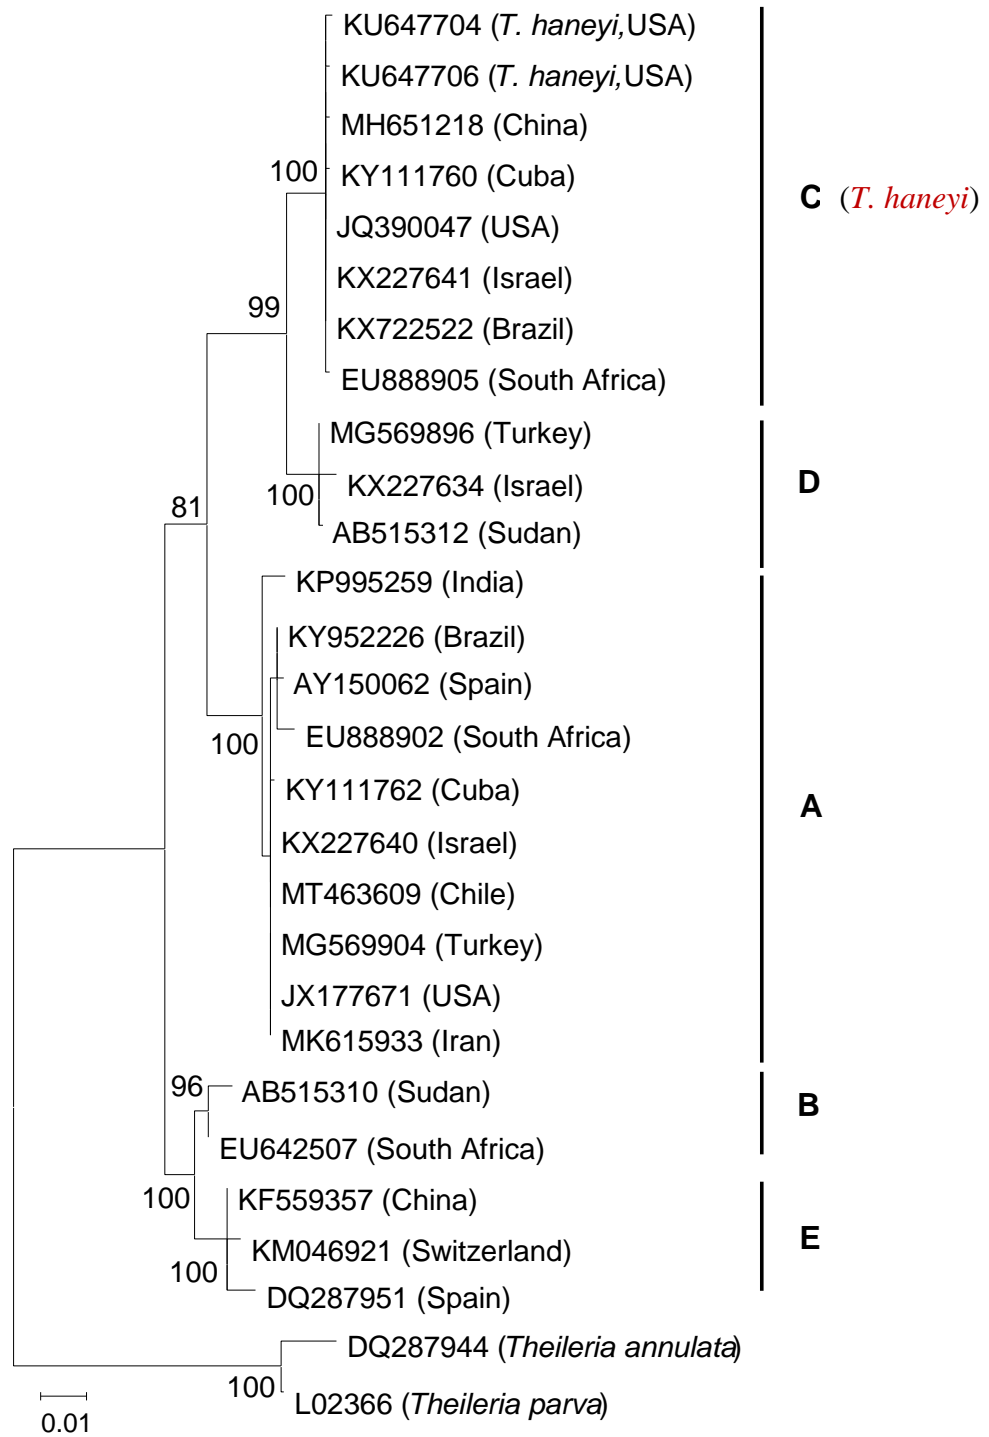 KU647704 (T. haneyi,USA)
KU647706 (T. haneyi,USA)
MH651218 (China)
100
KY111760 (Cuba)
C (T. haneyi)
JQ390047 (USA)
KX227641 (Israel)
99
KX722522 (Brazil)
EU888905 (South Africa)
MG569896 (Turkey)
KX227634 (Israel)
D
100
81
AB515312 (Sudan)
KP995259 (India)
KY952226 (Brazil)
AY150062 (Spain)
EU888902 (South Africa)
100
KY111762 (Cuba)
A
KX227640 (Israel)
MT463609 (Chile)
MG569904 (Turkey)
JX177671 (USA)
MK615933 (Iran)
96
AB515310 (Sudan)
B
EU642507 (South Africa)
100
KF559357 (China)
E
KM046921 (Switzerland)
100
DQ287951 (Spain)
DQ287944 (Theileria annulata)
100
L02366 (Theileria parva)
0.01